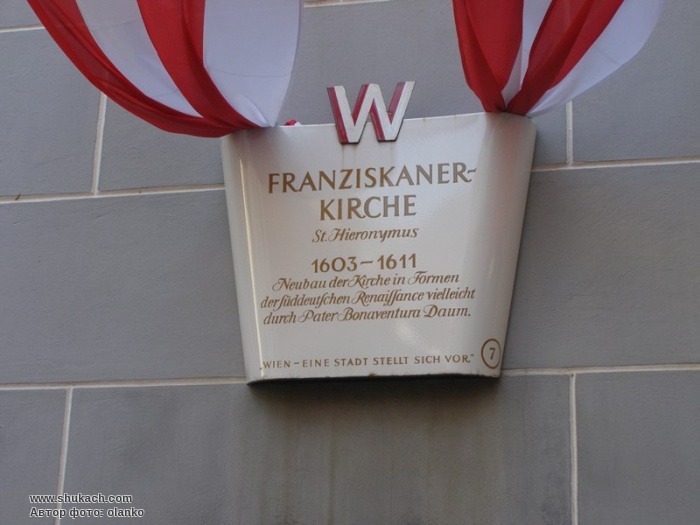 W
FRANZISKANER-
KIRCHE
St. Hieronymus
1603–1611
Neubau der Kirche in Formen
der ſüddeutſchen Renaiſſance vielleicht
durch Pater Bonaventura Daum.
„WIEN – EINE STADT STELLT SICH VOR.“
7
www.shukach.com
Автор фото: olanko